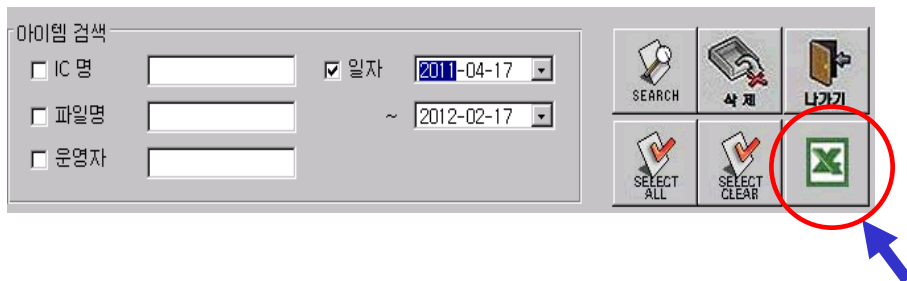 아이템 검색
IC 명
일자 2011-04-17
파일명
~ 2012-02-17
운영자
SEARCH
삭 제
나가기
SELECT ALL
SELECT CLEAR